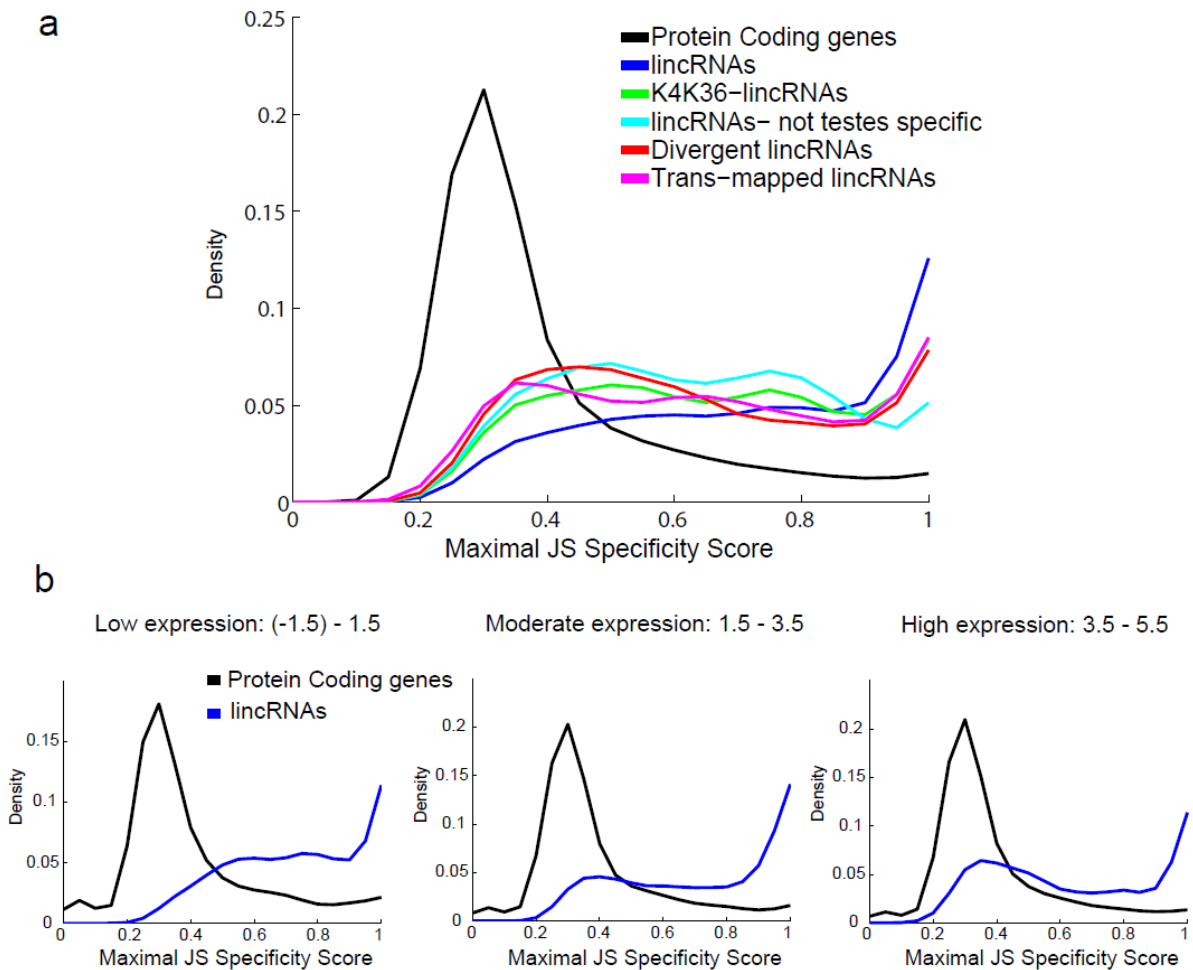 a
0.25
0.2
0.15
0.1
0.05
0
Density
0
0.2
0.4
0.6
0.8
1
Maximal JS Specificity Score
Protein Coding genes
lincRNAs
K4K36−lincRNAs
lincRNAs− not testes specific
Divergent lincRNAs
Trans−mapped lincRNAs
b
Low expression: (-1.5) - 1.5
Protein Coding genes
lincRNAs
0.15
0.1
0.05
0
Density
0
0.2
0.4
0.6
0.8
1
Maximal JS Specificity Score
Moderate expression: 1.5 - 3.5
0.2
0.15
0.1
0.05
0
Density
0
0.2
0.4
0.6
0.8
1
Maximal JS Specificity Score
High expression: 3.5 - 5.5
0.2
0.15
0.1
0.05
0
Density
0
0.2
0.4
0.6
0.8
1
Maximal JS Specificity Score